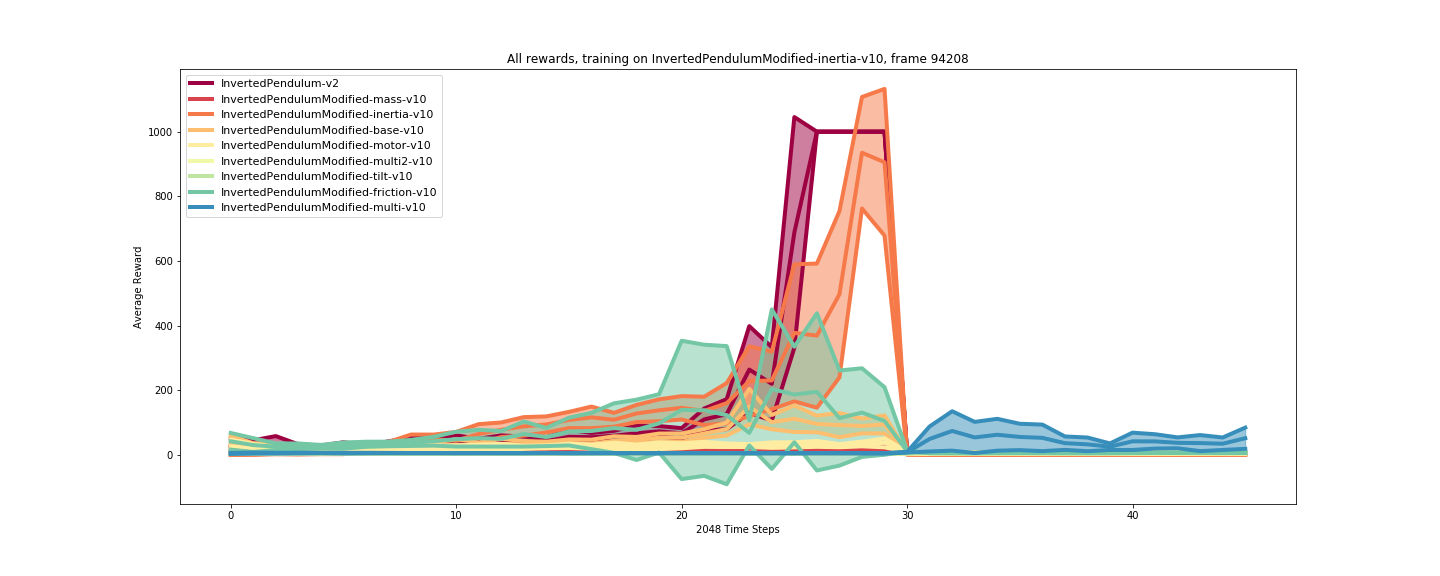 All rewards, training on InvertedPendulumModified-inertia-v10, frame 94208
InvertedPendulum-v2
InvertedPendulumModified-mass-v10
InvertedPendulumModified-inertia-v10
InvertedPendulumModified-base-v10
InvertedPendulumModified-motor-v10
InvertedPendulumModified-multi2-v10
InvertedPendulumModified-tilt-v10
InvertedPendulumModified-friction-v10
InvertedPendulumModified-multi-v10
Average Reward
1000
800
600
400
200
0
0 10 20 30 40
2048 Time Steps